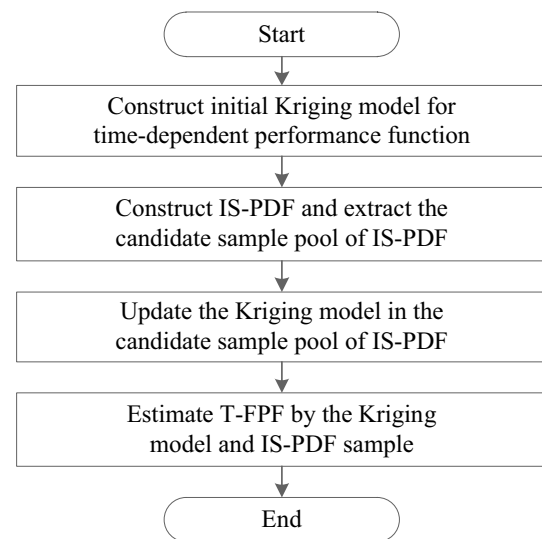 Start
Construct initial Kriging model for
time-dependent performance function
Construct IS-PDF and extract the
candidate sample pool of IS-PDF
Update the Kriging model in the
candidate sample pool of IS-PDF
Estimate T-FPF by the Kriging
model and IS-PDF sample
End